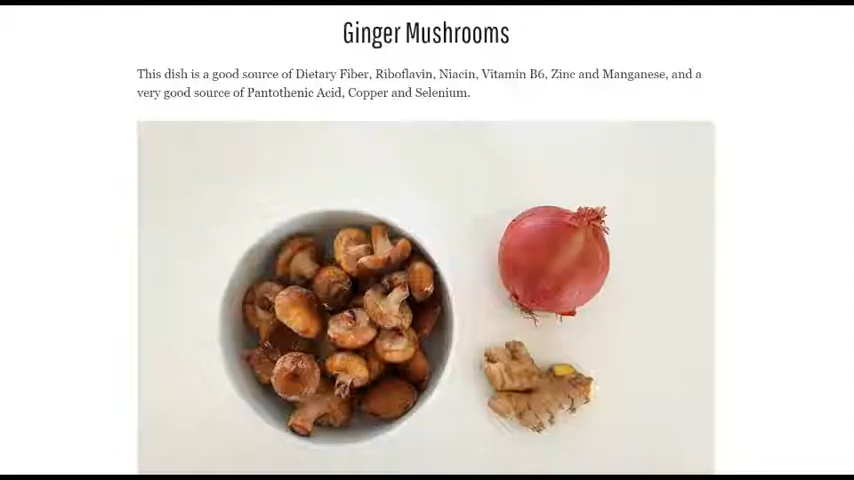 Ginger Mushrooms
This dish is a good source of Dietary Fiber, Riboflavin, Niacin, Vitamin B6, Zinc and Manganese, and a
very good source of Pantothenic Acid, Copper and Selenium.